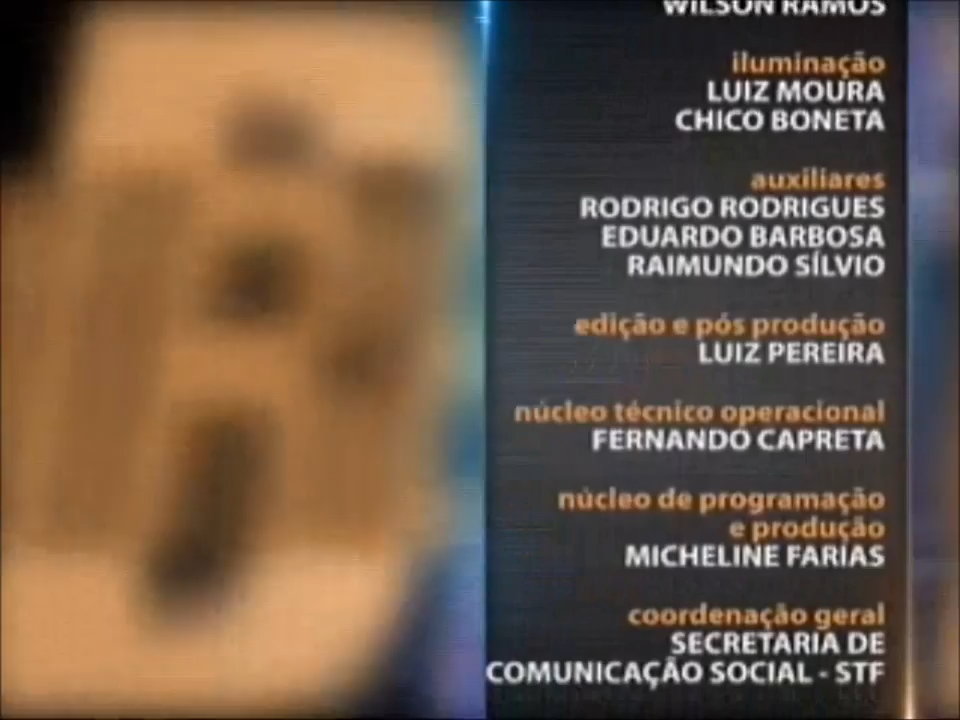 WILSON RAMOS
iluminação
LUIZ MOURA
CHICO BONETA
auxiliares
RODRIGO RODRIGUES
EDUARDO BARBOSA
RAIMUNDO SÍLVIO
edição e pós produção
LUIZ PEREIRA
núcleo técnico operacional
FERNANDO CAPRETA
núcleo de programação
e produção
MICHELINE FARIAS
coordenação geral
SECRETARIA DE
COMUNICAÇÃO SOCIAL - STF